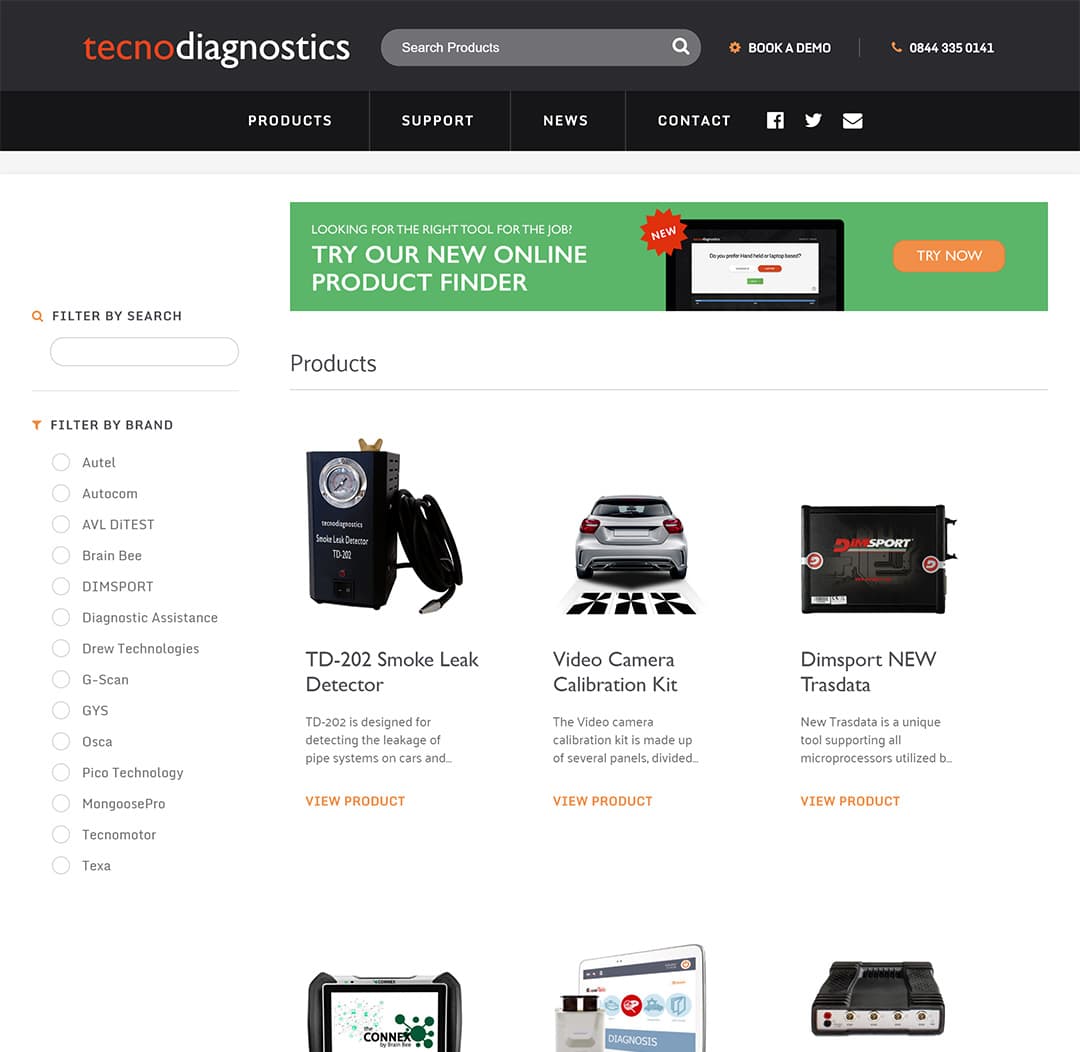 tecnodiagnostics
Search Products
BOOK A DEMO
0844 335 0141
PRODUCTS
SUPPORT
NEWS
CONTACT
LOOKING FOR THE RIGHT TOOL FOR THE JOB?
TRY OUR NEW ONLINE
PRODUCT FINDER
NEW
tecnodiagnostics
Do you prefer Hand held or laptop based?
TRY NOW
FILTER BY SEARCH
Products
FILTER BY BRAND
Autel
Autocom
AVL DiTEST
Brain Bee
DIMSPORT
Diagnostic Assistance
Drew Technologies
G-Scan
GYS
Osca
Pico Technology
MongoosePro
Tecnomotor
Texa
tecnodiagnostics
Smoke Leak Detector
TD-202
DIMSPORT
TD-202 Smoke Leak
Detector
TD-202 is designed for
detecting the leakage of
pipe systems on cars and...
VIEW PRODUCT
Video Camera
Calibration Kit
The Video camera
calibration kit is made up
of several panels, divided...
VIEW PRODUCT
Dimsport NEW
Trasdata
New Trasdata is a unique
tool supporting all
microprocessors utilized b...
VIEW PRODUCT
CONNEX
the
CONNEX
by Brain Bee
DIAGNOSIS